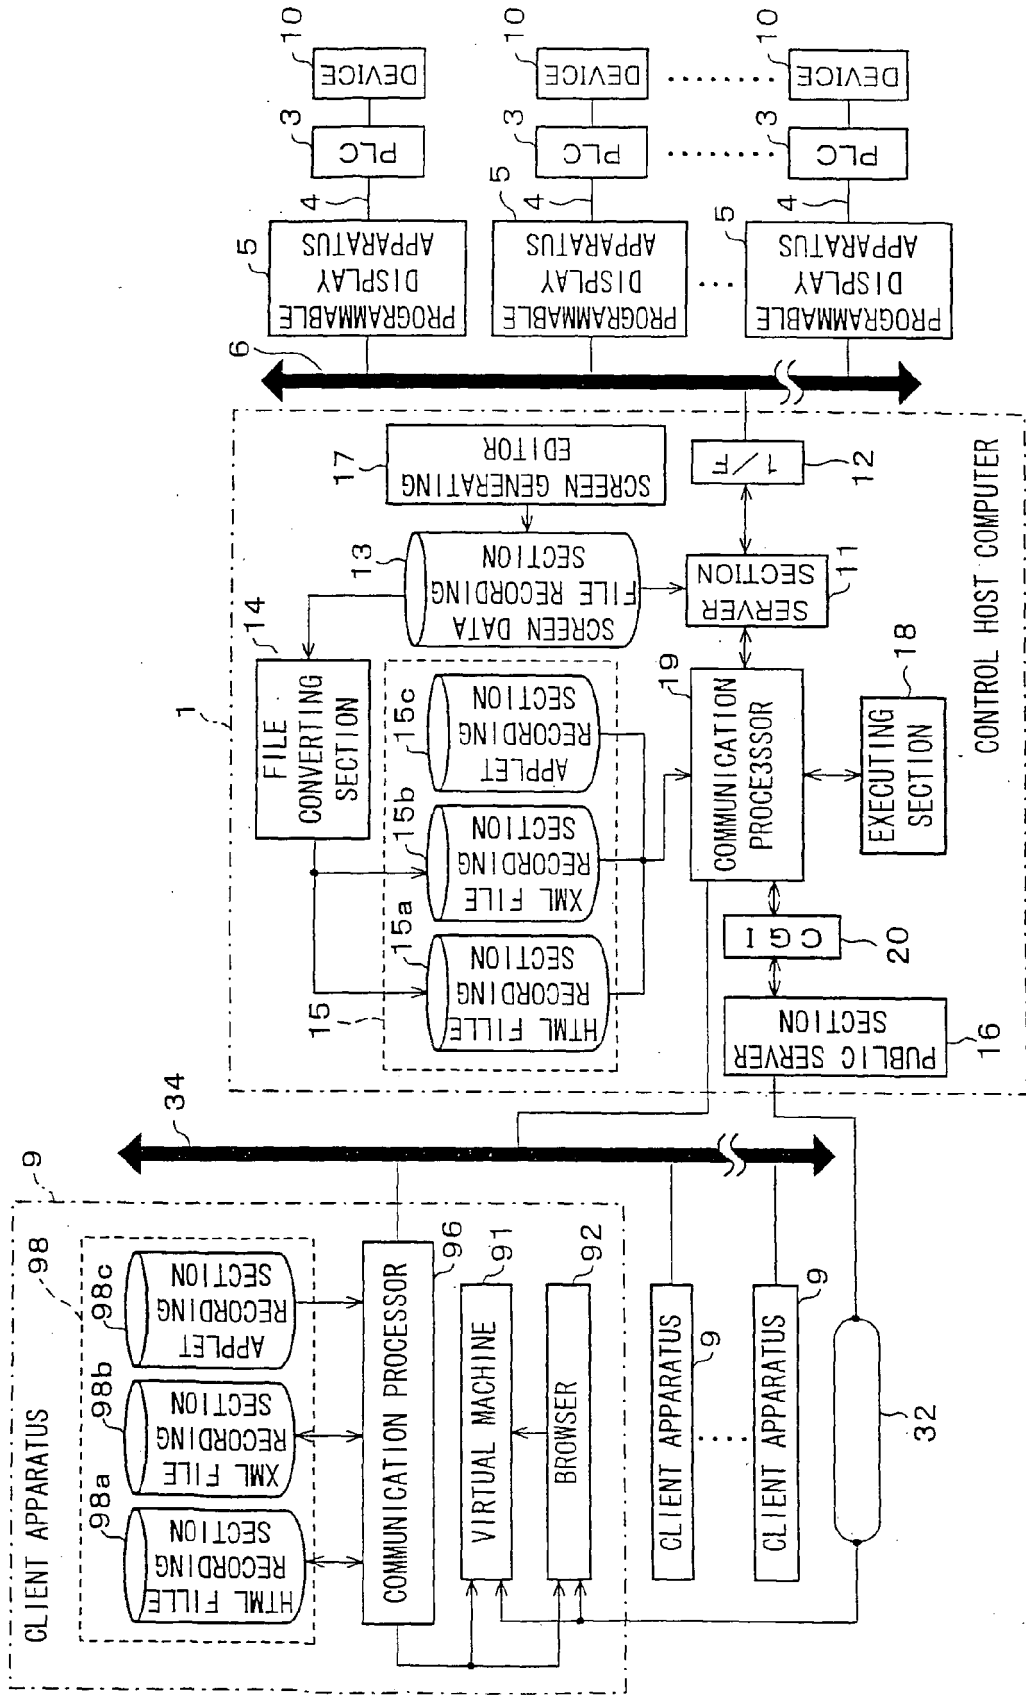 CLIENT APPARATUS
9
98
98a
HTML FILLE
RECORDING
SECTION
98b
XML FILE
RECORDING
SECTION
98c
APPLET
RECORDING
SECTION
COMMUNICATION PROCESSOR
96
VIRTUAL MACHINE
91
BROWSER
92
CLIENT APPARATUS
9
CLIENT APPARATUS
9
32
34
1
FILE
CONVERTING
SECTION
14
15
15a
HTML FILLE
RECORDING
SECTION
15b
XML FILE
RECORDING
SECTION
15c
APPLET
RECORDING
SECTION
13
SCREEN DATA
FILE RECORDING
SECTION
17
SCREEN GENERATING
EDITOR
PUBLIC SERVER
SECTION
16
CGI
20
COMMUNICATION
PROCE3SSOR
19
EXECUTING
SECTION
18
SERVER
SECTION
11
1/F
12
CONTROL HOST COMPUTER
6
PROGRAMMABLE
DISPLAY
APPARATUS
5
4
PLC
3
DEVICE
10
PROGRAMMABLE
DISPLAY
APPARATUS
5
4
PLC
3
DEVICE
10
PROGRAMMABLE
DISPLAY
APPARATUS
5
4
PLC
3
DEVICE
10